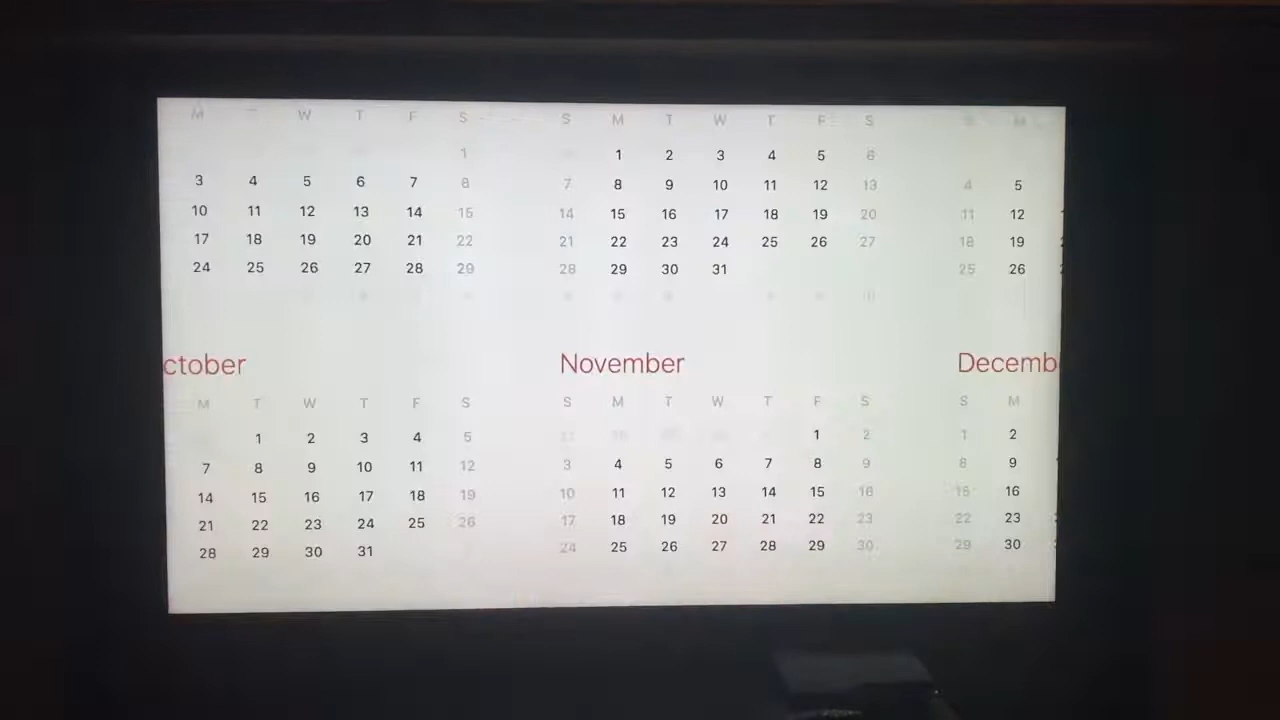 M T W T F S S M T W T F S S M
1 1 2 3 4 5 6
3 4 5 6 7 8 7 8 9 10 11 12 13 4 5
10 11 12 13 14 15 14 15 16 17 18 19 20 11 12
17 18 19 20 21 22 21 22 23 24 25 26 27 18 19
24 25 26 27 28 29 28 29 30 31 25 26
ctober November Decemb
M T W T F S S M T W T F S S M
1 2 3 4 5 1 2 1 2
7 8 9 10 11 12 3 4 5 6 7 8 9 8 9
14 15 16 17 18 19 10 11 12 13 14 15 16 15 16
21 22 23 24 25 26 17 18 19 20 21 22 23 22 23
28 29 30 31 24 25 26 27 28 29 30 29 30